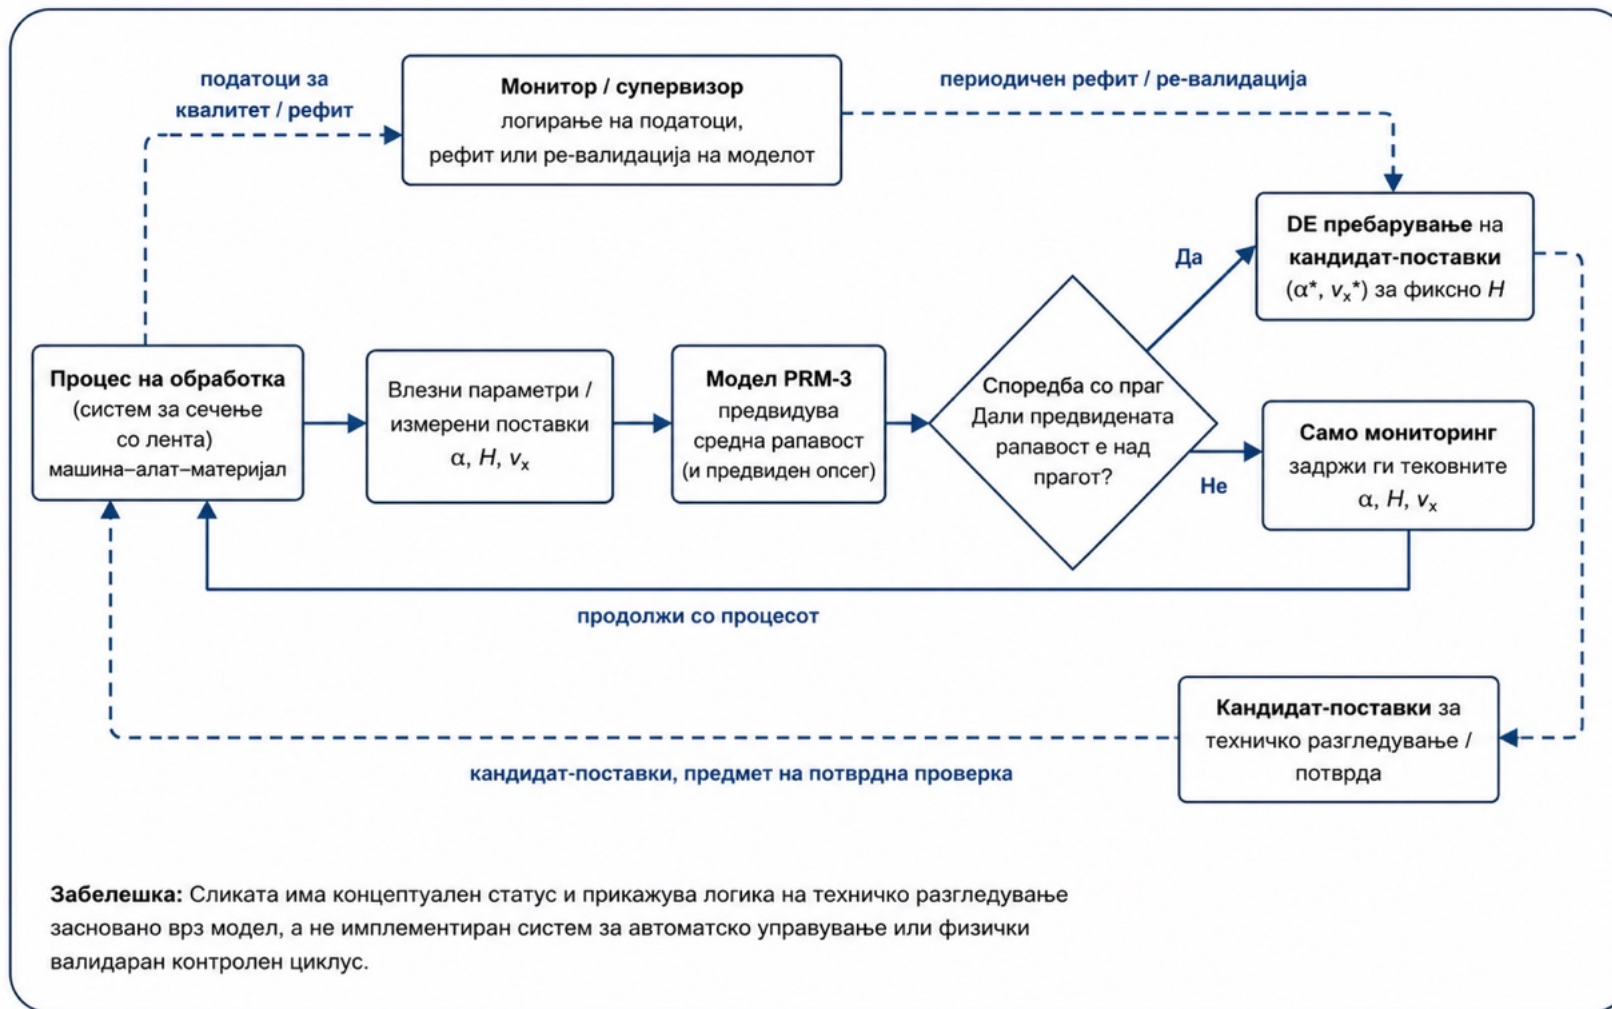 податоци за
квалитет / рефит
Монитор / супервизор
логирање на податоци,
рефит или ре-валидација на моделот
периодичен рефит / ре-валидација
DE пребарување на
кандидат-поставки
(α*, vₓ*) за фиксно H
Да
Процес на обработка
(систем за сечење
со лента)
машина–алат–материјал
Влезни параметри /
измерени поставки
α, H, vₓ
Модел PRM-3
предвидува
средна рапавост
(и предвиден опсег)
Споредба со праг
Дали предвидената
рапавост е над
прагот?
Не
Само мониторинг
задржи ги тековните
α, H, vₓ
продолжи со процесот
Кандидат-поставки за
техничко разгледување /
потврда
кандидат-поставки, предмет на потврдна проверка
Забелешка: Сликата има концептуален статус и прикажува логика на техничко разгледување
засновано врз модел, а не имплементиран систем за автоматско управување или физички
валидаран контролен циклус.